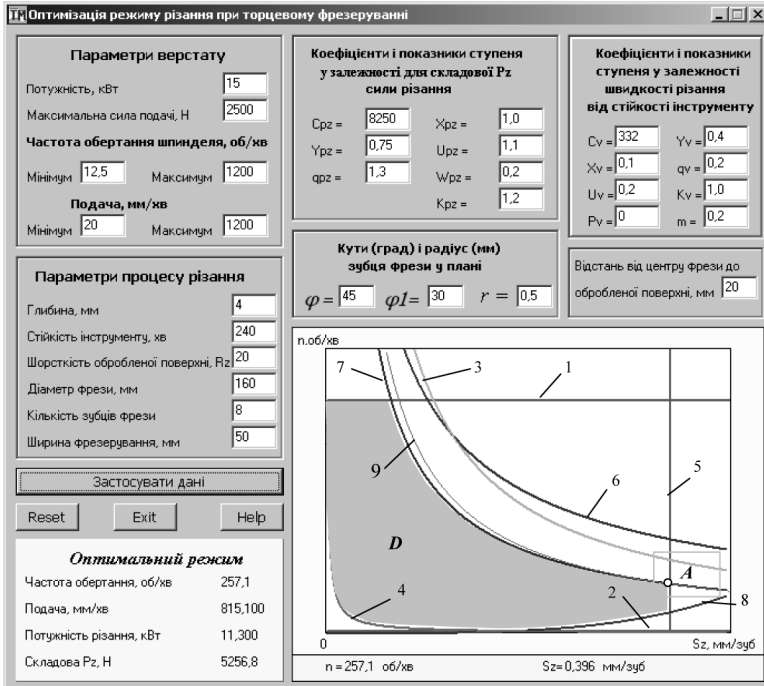 TM Оптимізація режиму різання при торцевому фрезеруванні
Параметри верстату
Потужність, кВт 15
Максимальна сила подачі, Н 2500
Частота обертання шпинделя, об/хв
Мінімум 12,5 Максимум 1200
Подача, мм/хв
Мінімум 20 Максимум 1200
Параметри процесу різання
Глибина, мм 4
Стійкість інструменту, хв 240
Шорсткість обробленої поверхні, Rz 20
Діаметр фрези, мм 160
Кількість зубців фрези 8
Ширина фрезерування, мм 50
Застосувати дані
Reset Exit Help
Оптимальний режим
Частота обертання, об/хв 257,1
Подача, мм/хв 815,100
Потужність різання, кВт 11,300
Складова Pz, Н 5256,8
Коефіцієнти і показники ступеня
у залежності для складової Pz
сили різання
Cpz = 8250 Xpz = 1,0
Ypz = 0,75 Upz = 1,1
qpz = 1,3 Wpz = 0,2
Kpz = 1,2
Коефіцієнти і показники
ступеня у залежності
швидкості різання
від стійкості інструменту
Cv = 332 Yv = 0,4
Xv = 0,1 qv = 0,2
Uv = 0,2 Kv = 1,0
Pv = 0 m = 0,2
Кути (град) і радіус (мм)
зубця фрези у плані
φ = 45 φ1= 30 r = 0,5
Відстань від центру фрези до
обробленої поверхні, мм 20
n.об/хв
7 3 1
9 6 5
D A
4 2 8
0 Sz, мм/зуб
n = 257,1 об/хв Sz= 0,396 мм/зуб